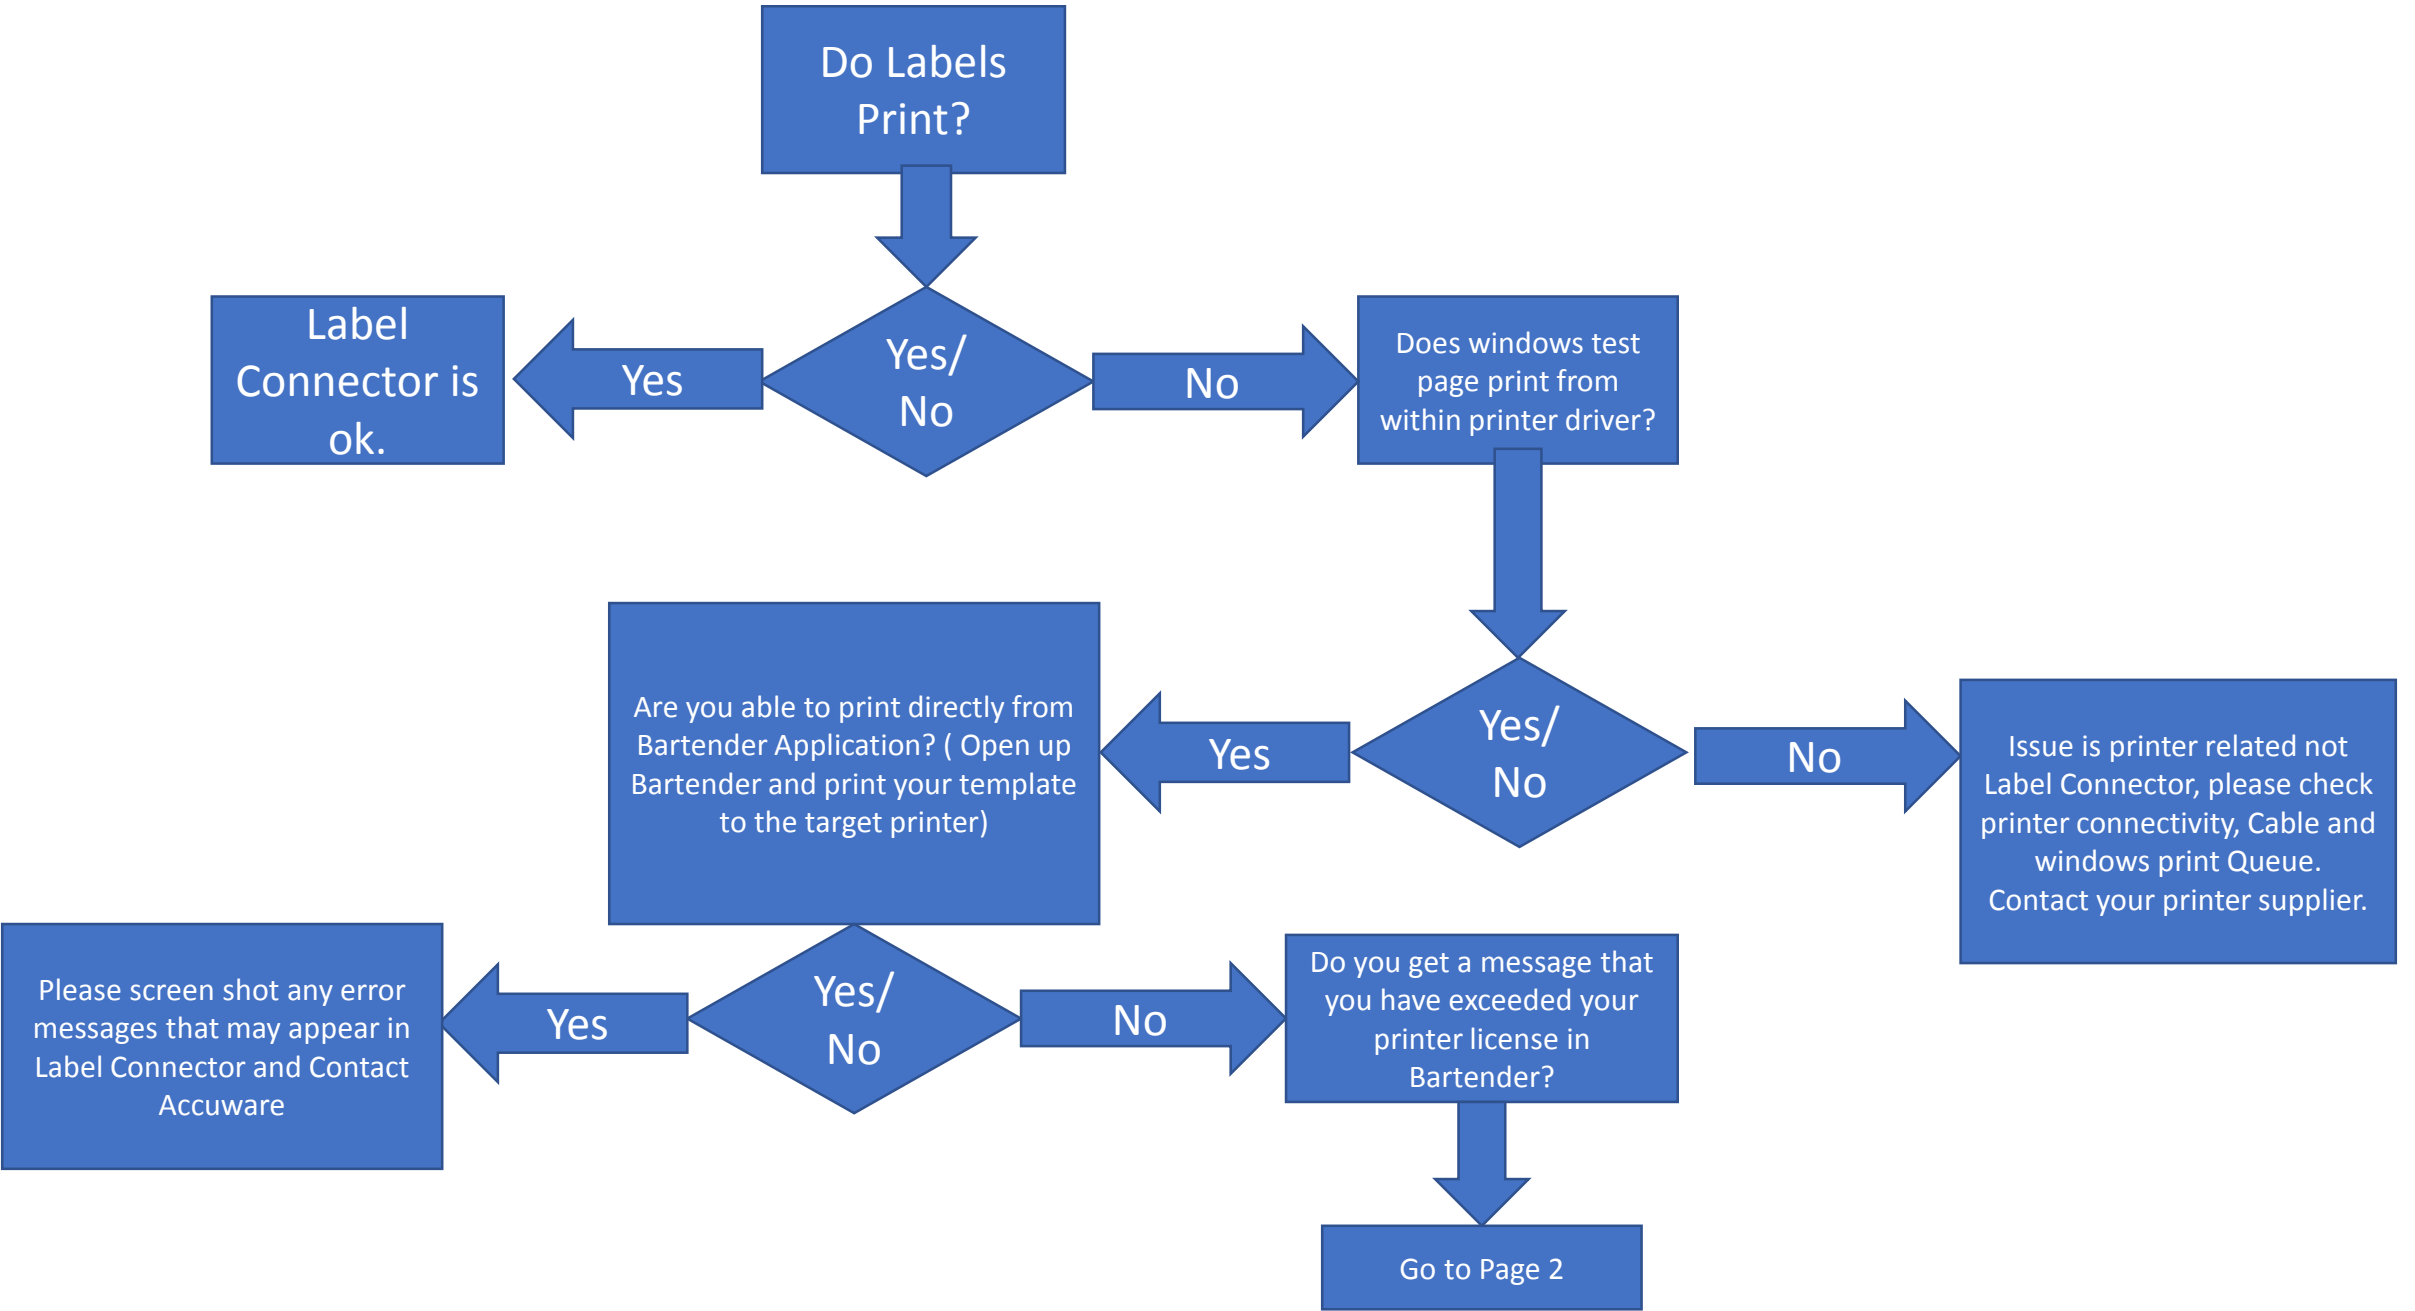 Do Labels
Print?
Label
Connector is
ok.
Yes
Yes/
No
No
Does windows test
page print from
within printer driver?
Are you able to print directly from
Bartender Application? ( Open up
Bartender and print your template
to the target printer)
Yes
Yes/
No
No
Issue is printer related not
Label Connector, please check
printer connectivity, Cable and
windows print Queue.
Contact your printer supplier.
Please screen shot any error
messages that may appear in
Label Connector and Contact
Accuware
Yes
Yes/
No
No
Do you get a message that
you have exceeded your
printer license in
Bartender?
Go to Page 2